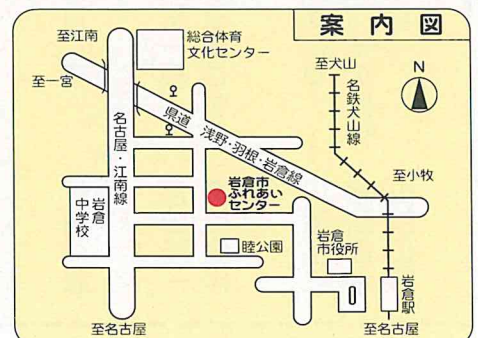 案内図
至江南
総合体育
文化センター
至犬山
N
至一宮
名鉄犬山線
県道 浅野・羽根・岩倉線
名古屋・江南線
至小牧
岩倉市
ふれあい
センター
岩倉
中学校
睦公園
岩倉
市役所
岩倉駅
至名古屋
至名古屋